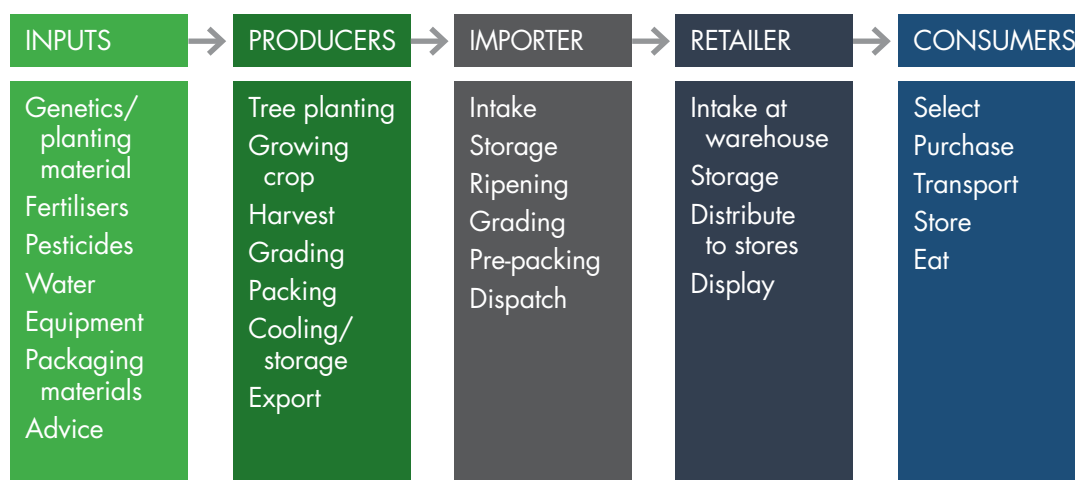 INPUTS
PRODUCERS
IMPORTER
RETAILER
CONSUMERS
Genetics/
planting
material
Fertilisers
Pesticides
Water
Equipment
Packaging
materials
Advice
Tree planting
Growing
crop
Harvest
Grading
Packing
Cooling/
storage
Export
Intake
Storage
Ripening
Grading
Pre-packing
Dispatch
Intake at
warehouse
Storage
Distribute
to stores
Display
Select
Purchase
Transport
Store
Eat